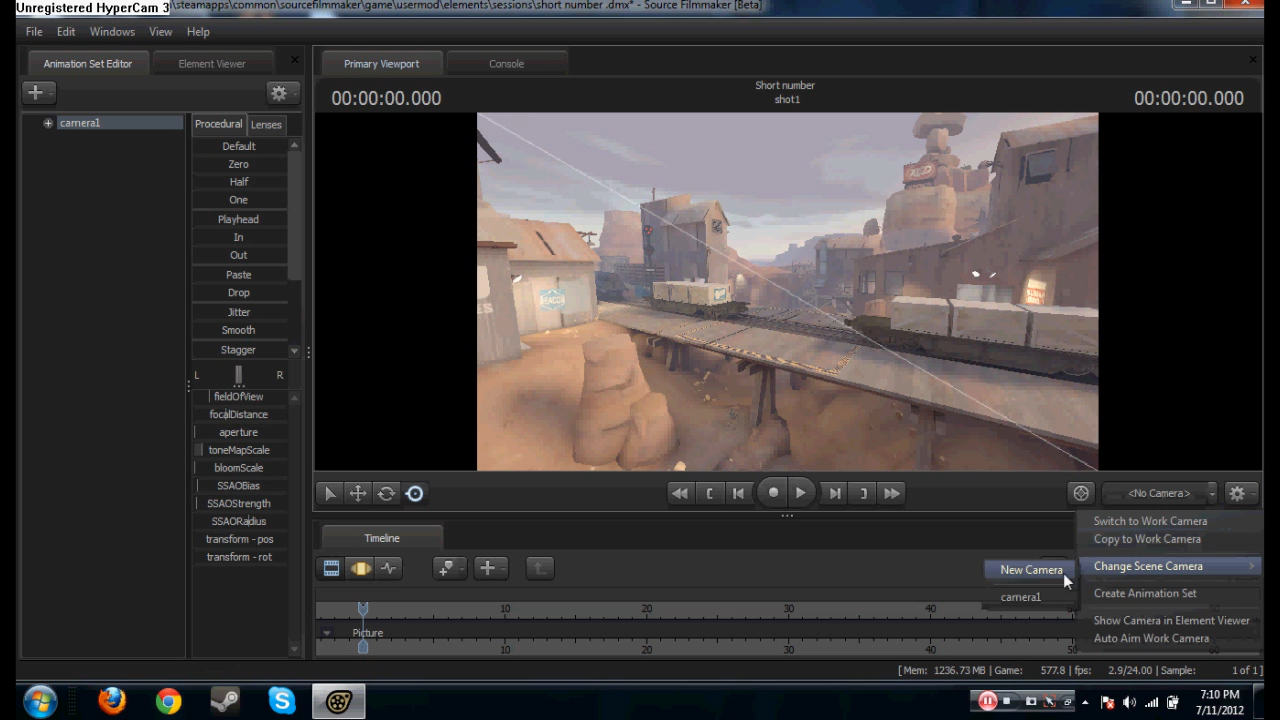 Unregistered HyperCam 3
\steamapps\common\sourcefilmmaker\game\usermod\elements\sessions\short number .dmx* - Source Filmmaker [Beta]
File Edit Windows View Help
Animation Set Editor
Element Viewer
Primary Viewport
Console
00:00:00.000
Short number
shot1
00:00:00.000
camera1
Procedural
Lenses
Default
Zero
Half
One
Playhead
In
Out
Paste
Drop
Jitter
Smooth
Stagger
L R
fieldOfView
focalDistance
aperture
toneMapScale
bloomScale
SSAOBias
SSAOStrength
SSAORadius
transform - pos
transform - rot
BEACON
<No Camera>
Switch to Work Camera
Copy to Work Camera
Change Scene Camera
New Camera
camera1
Create Animation Set
Show Camera in Element Viewer
Auto Aim Work Camera
Timeline
10 20 30 40
Picture
10 20 30 40 50
[Mem: 1236.73 MB | Game: 577.8 | fps: 2.9/24.00 | Sample: 1 of 1]
7:10 PM
7/11/2012